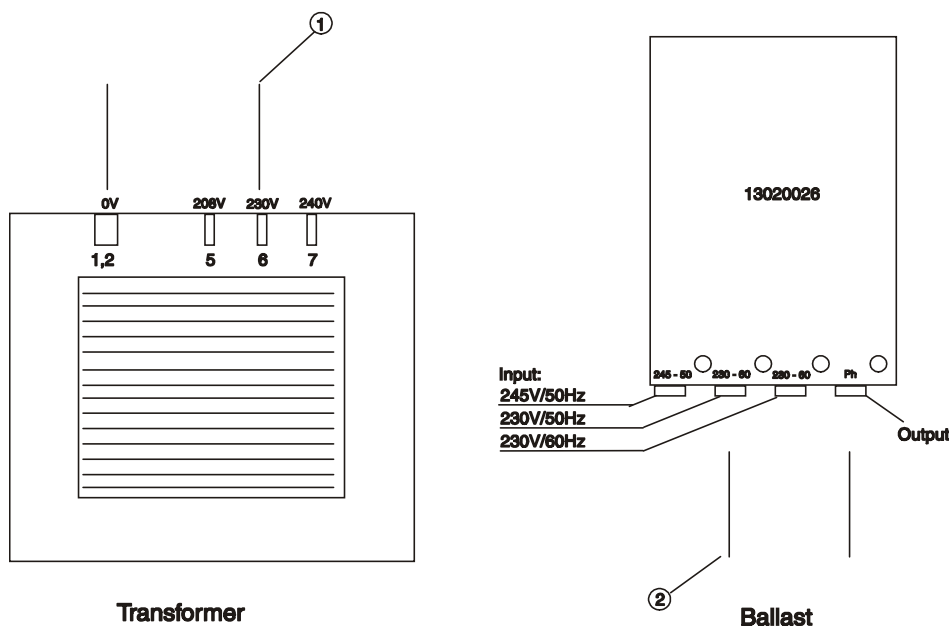 1
0V 208V 230V 240V
1,2 5 6 7
Transformer
13020026
245 - 50 230 - 60 230 - 60 Ph
Input:
245V/50Hz
230V/50Hz
230V/60Hz
Output
2
Ballast